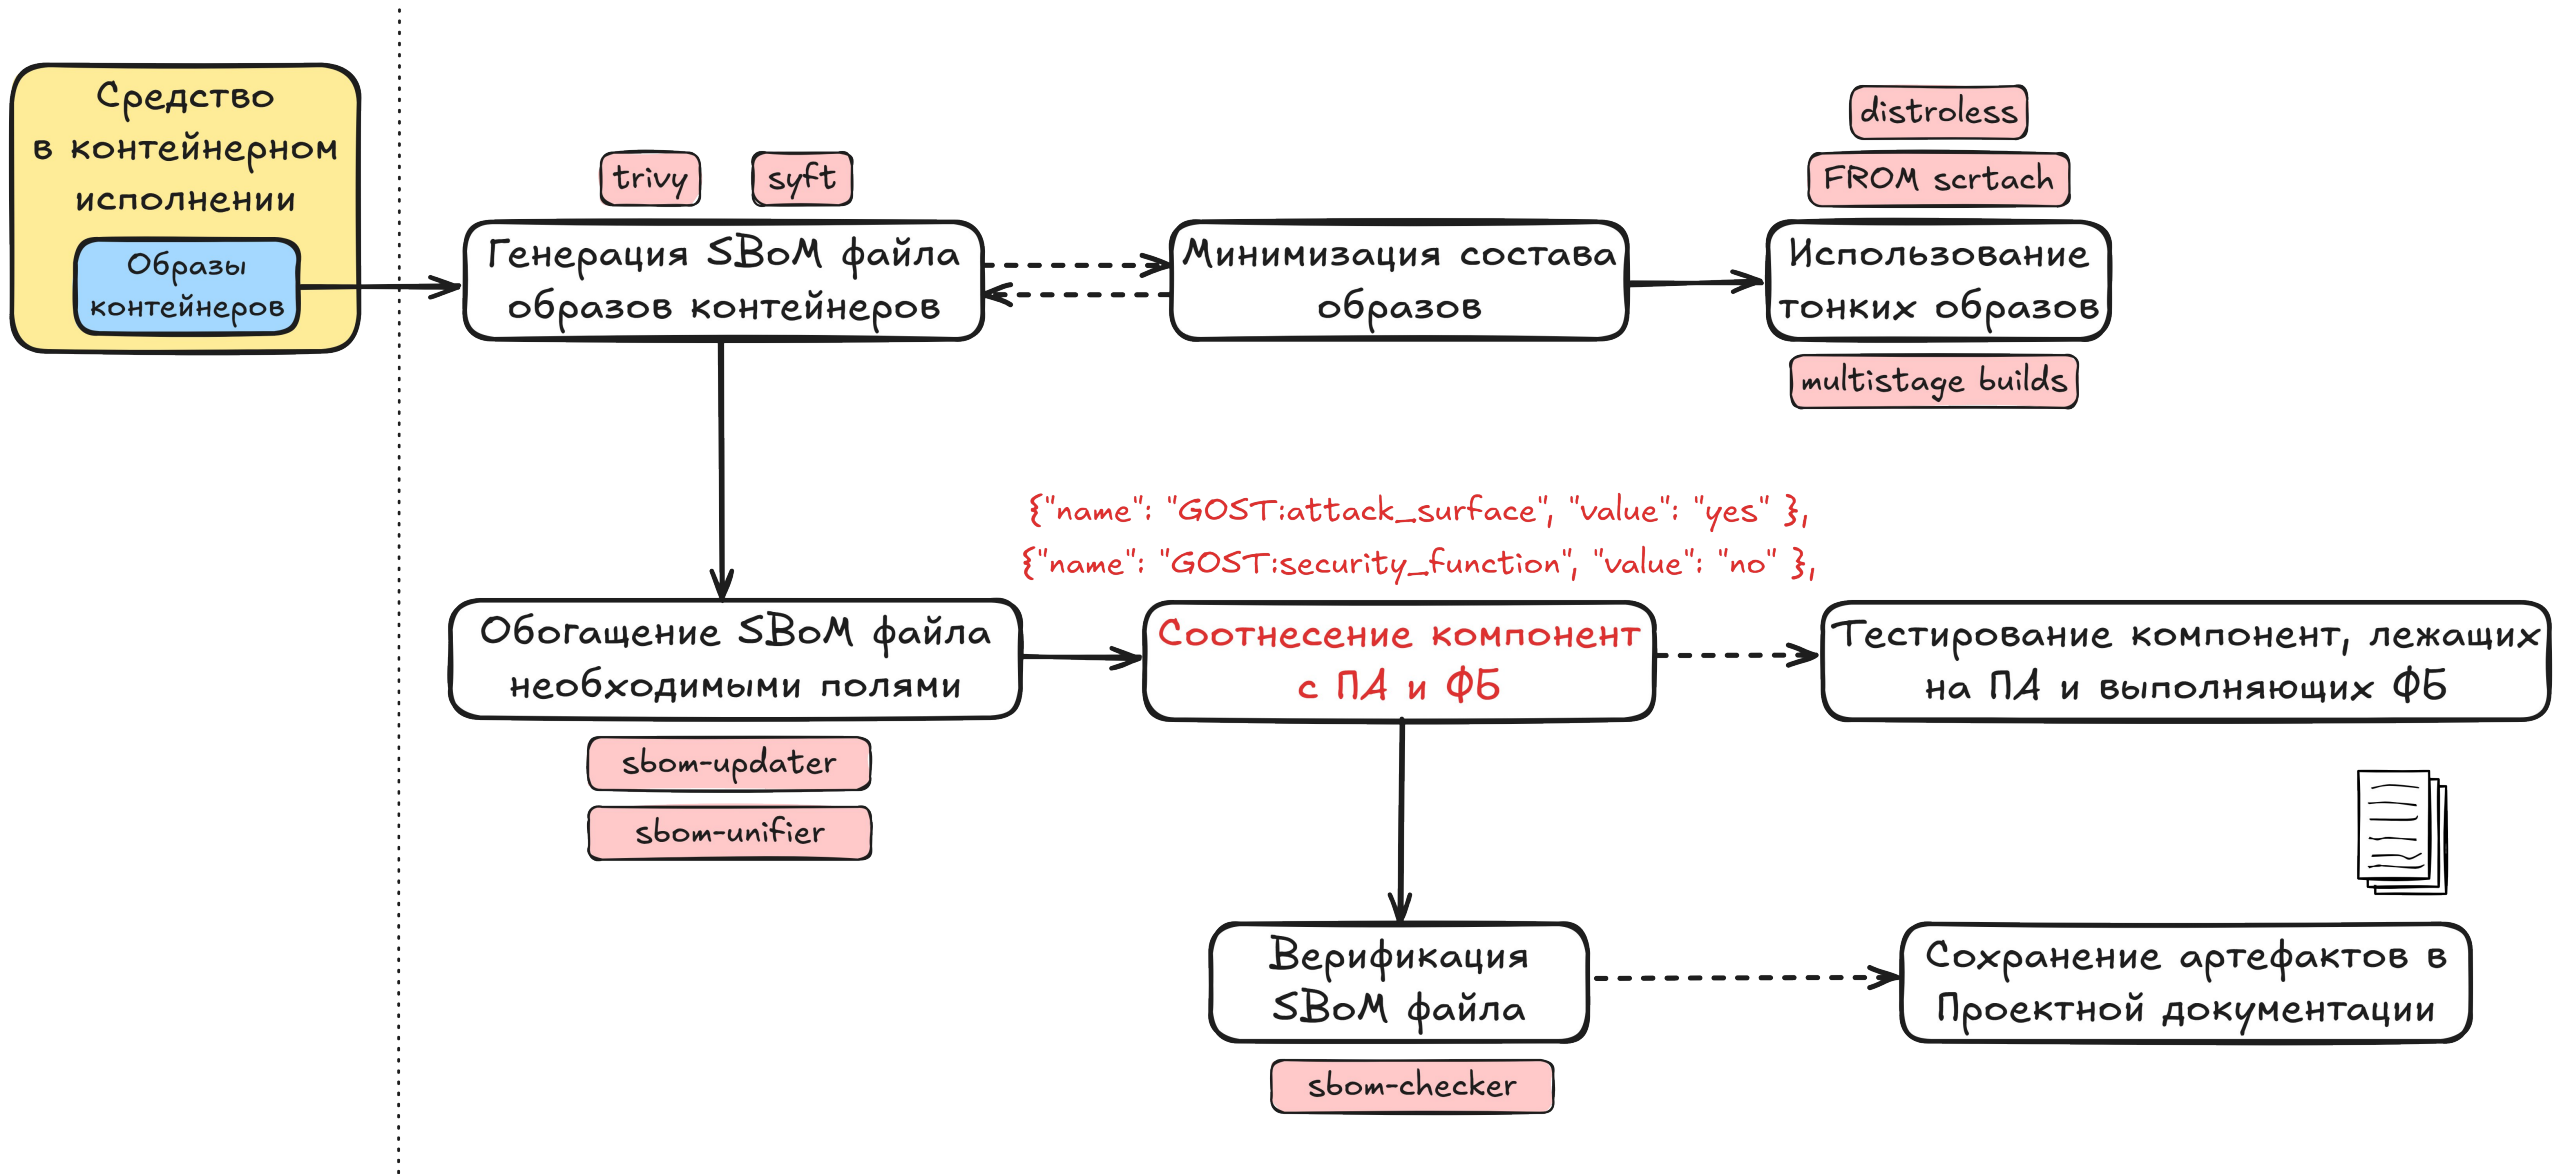 Средство
в контейнерном
исполнении
Образы
контейнеров
trivy
syft
Генерация SBoM файла
образов контейнеров
Минимизация состава
образов
distroless
FROM scrtach
Использование
тонких образов
multistage builds
{"name": "GOST:attack_surface", "value": "yes" },
{"name": "GOST:security_function", "value": "no" },
Обогащение SBoM файла
необходимыми полями
sbom-updater
sbom-unifier
Соотнесение компонент
с ПА и ФБ
Тестирование компонент, лежащих
на ПА и выполняющих ФБ
Верификация
SBoM файла
sbom-checker
Сохранение артефактов в
Проектной документации